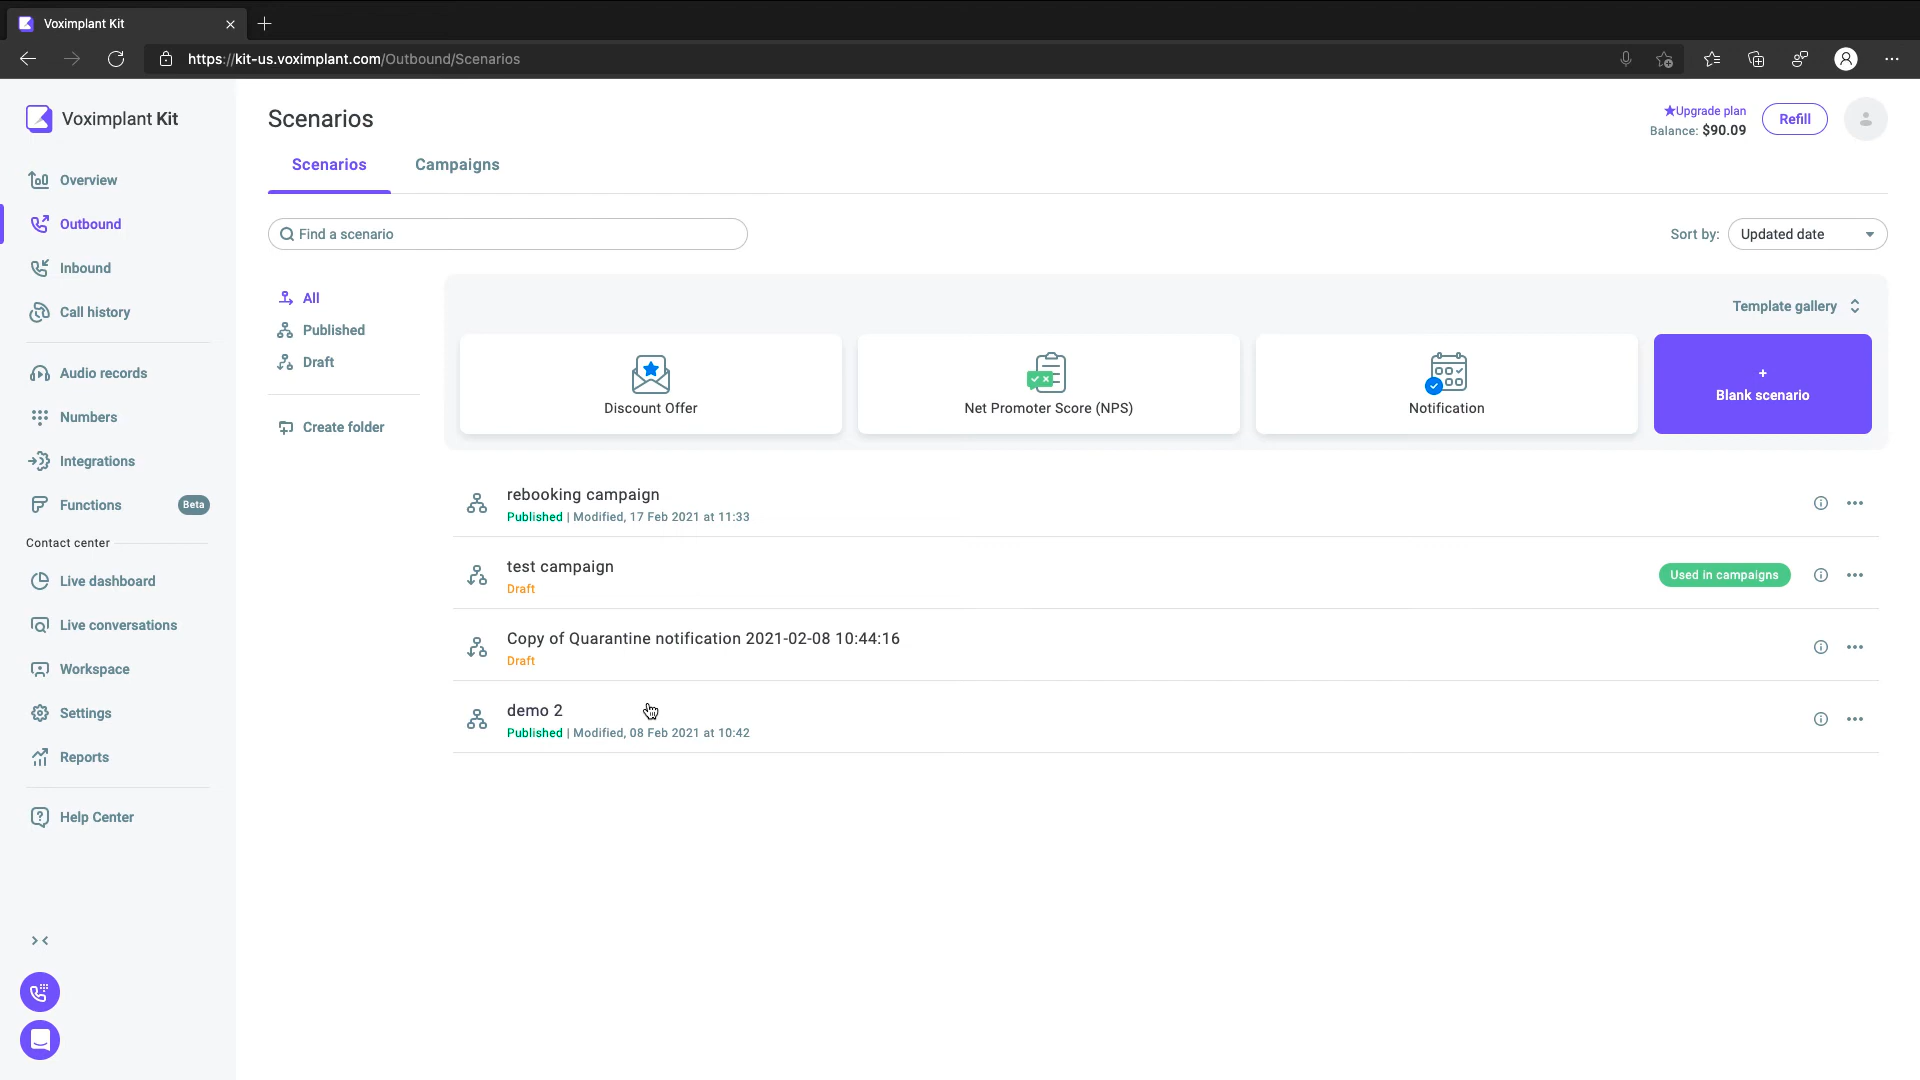 Voximplant Kit
https://kit-us.voximplant.com/Outbound/Scenarios
Voximplant Kit
Overview
Outbound
Inbound
Call history
Audio records
Numbers
Integrations
Functions Beta
Contact center
Live dashboard
Live conversations
Workspace
Settings
Reports
Help Center
Scenarios
Upgrade plan
Balance: $90.09
Refill
Scenarios Campaigns
Find a scenario
Sort by: Updated date
All
Published
Draft
Create folder
Template gallery
Discount Offer
Net Promoter Score (NPS)
Notification
+
Blank scenario
rebooking campaign
Published | Modified, 17 Feb 2021 at 11:33
test campaign
Draft
Used in campaigns
Copy of Quarantine notification 2021-02-08 10:44:16
Draft
demo 2
Published | Modified, 08 Feb 2021 at 10:42